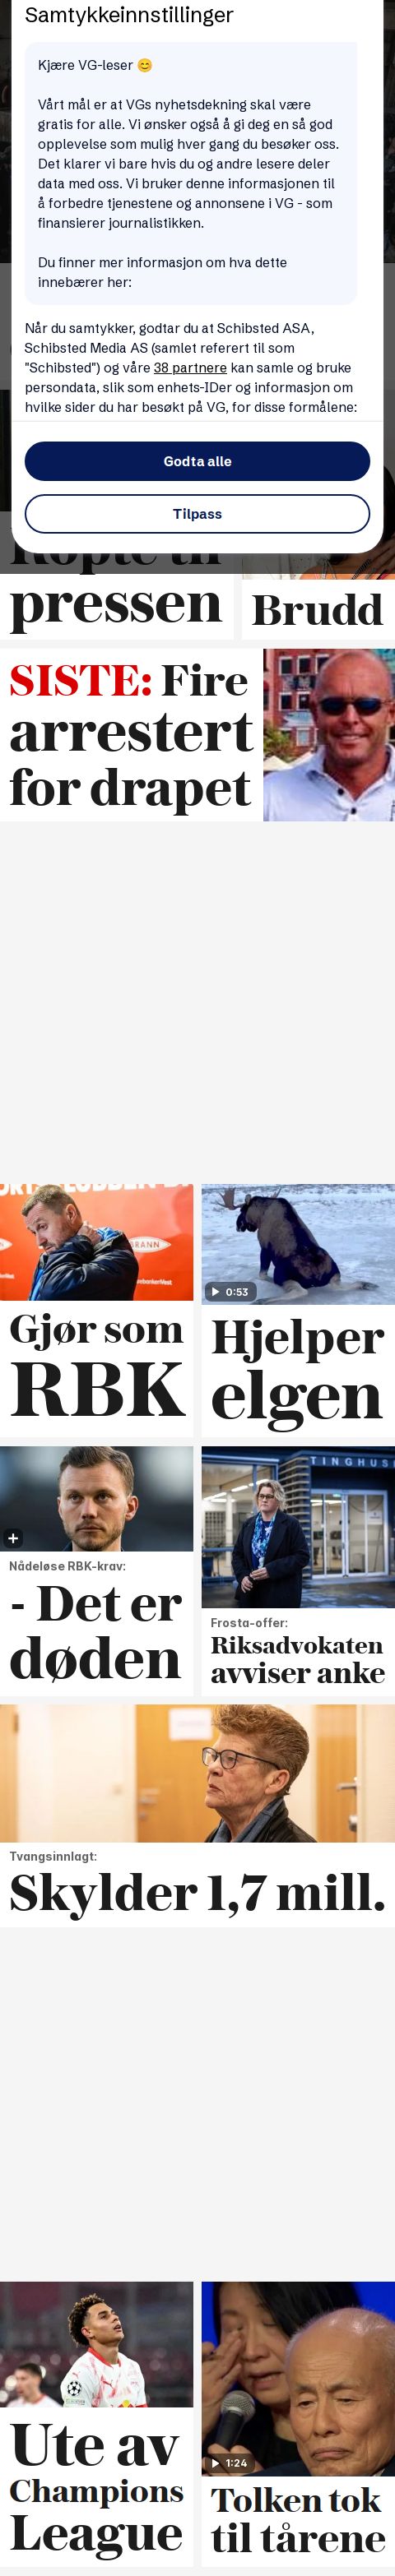 Samtykkeinnstillinger
Kjære VG-leser 😊
Vårt mål er at VGs nyhetsdekning skal være
gratis for alle. Vi ønsker også å gi deg en så god
opplevelse som mulig hver gang du besøker oss.
Det klarer vi bare hvis du og andre lesere deler
data med oss. Vi bruker denne informasjonen til
å forbedre tjenestene og annonsene i VG - som
finansierer journalistikken.
Du finner mer informasjon om hva dette
innebærer her:
Når du samtykker, godtar du at Schibsted ASA,
Schibsted Media AS (samlet referert til som
"Schibsted") og våre 38 partnere kan samle og bruke
persondata, slik som enhets-IDer og informasjon om
hvilke sider du har besøkt på VG, for disse formålene:
Godta alle
Tilpass
pressen
Brudd
SISTE: Fire
arrestert
for drapet
0:53
Gjør som
RBK
Hjelper
elgen
TINGHUS
Nådeløse RBK-krav:
- Det er
døden
Frosta-offer:
Riksadvokaten
avviser anke
Tvangsinnlagt:
Skylder 1,7 mill.
1:24
Ute av
Champions
League
Tolken tok
til tårene